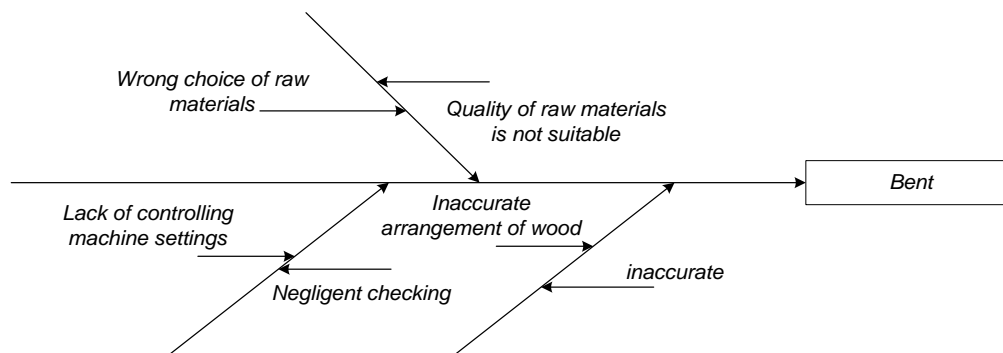 Wrong choice of raw
materials
Quality of raw materials
is not suitable
Bent
Lack of controlling
machine settings
Inaccurate
arrangement of wood
Negligent checking
inaccurate